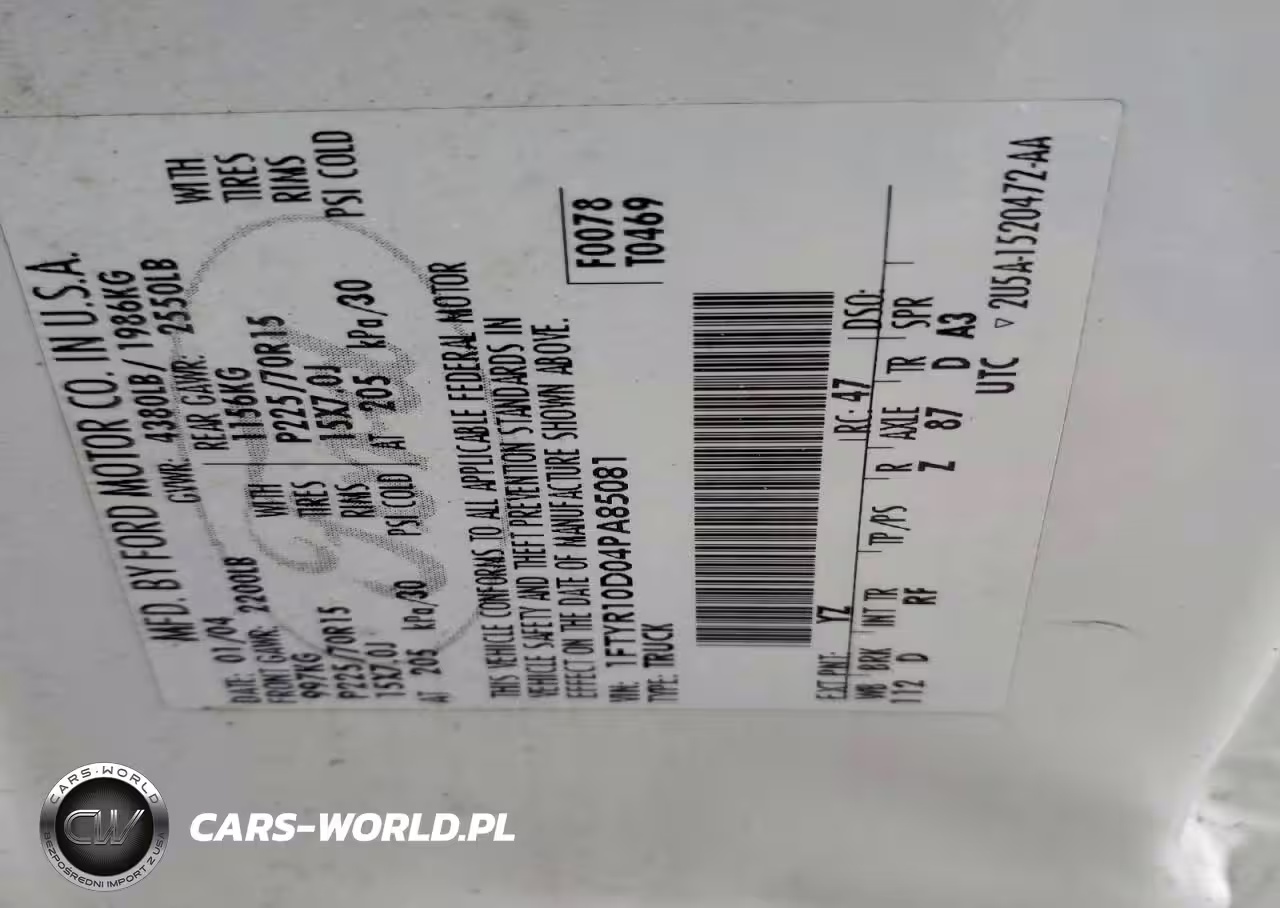 MFD. BY FORD MOTOR CO. IN U.S.A.
DATE: 01/04 GVWR: 4380LB/ 1986KG
FRONT GAWR: 2200LB REAR GAWR: 2550LB
997KG WITH 1156KG WITH
P225/70R15 TIRES P225/70R15 TIRES
15X7.0J RIMS 15X7.0J RIMS
AT 205 kPa/30 PSI COLD AT 205 kPa/30 PSI COLD
THIS VEHICLE CONFORMS TO ALL APPLICABLE FEDERAL MOTOR
VEHICLE SAFETY AND THEFT PREVENTION STANDARDS IN
EFFECT ON THE DATE OF MANUFACTURE SHOWN ABOVE.
VIN: 1FTYR10D04PA85081
TYPE: TRUCK
F0078
T0469
EXT PNT: YZ RC: 47 DSO:
WB BRK INT TR TP/PS R AXLE TR SPR
112 D RF Z 87 D A3
UTC ▽ 2U5A-1520472-AA
Ford
CARS-WORLD
CW
BEZPOŚREDNI IMPORT Z USA
CARS-WORLD.PL